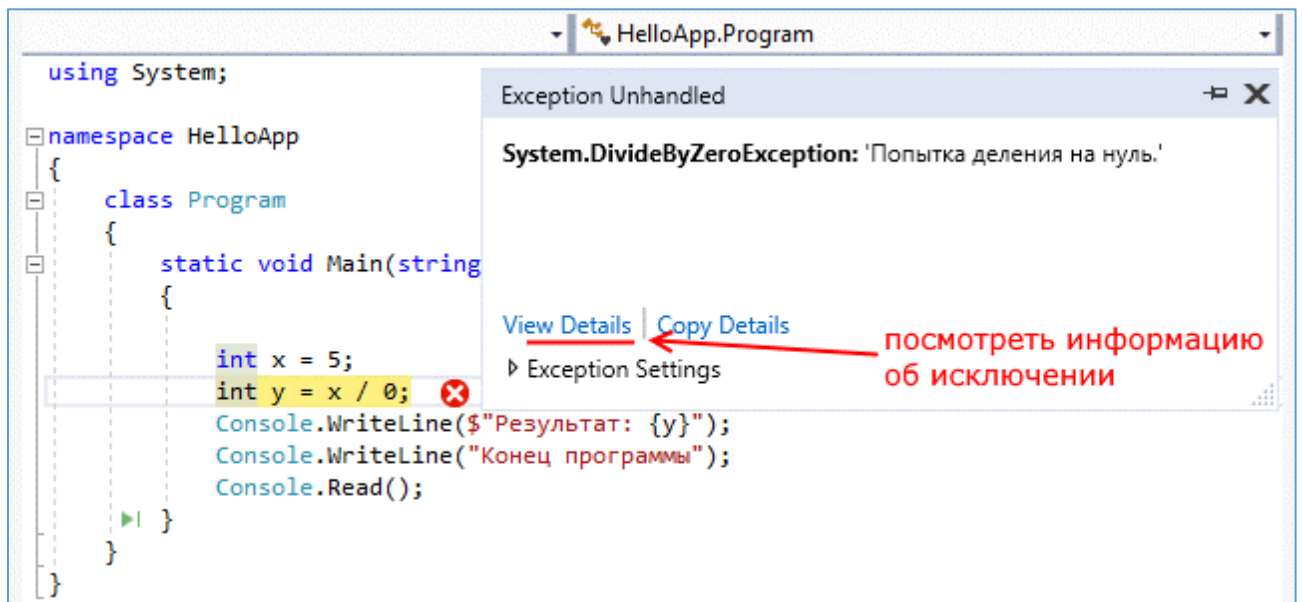 HelloApp.Program
using System;
Exception Unhandled
namespace HelloApp
System.DivideByZeroException: 'Попытка деления на нуль.'
{
class Program
{
static void Main(string
{
View Details | Copy Details
посмотреть информацию
об исключении
Exception Settings
int x = 5;
int y = x / 0;
Console.WriteLine($"Результат: {y}");
Console.WriteLine("Конец программы");
Console.Read();
}
}
}